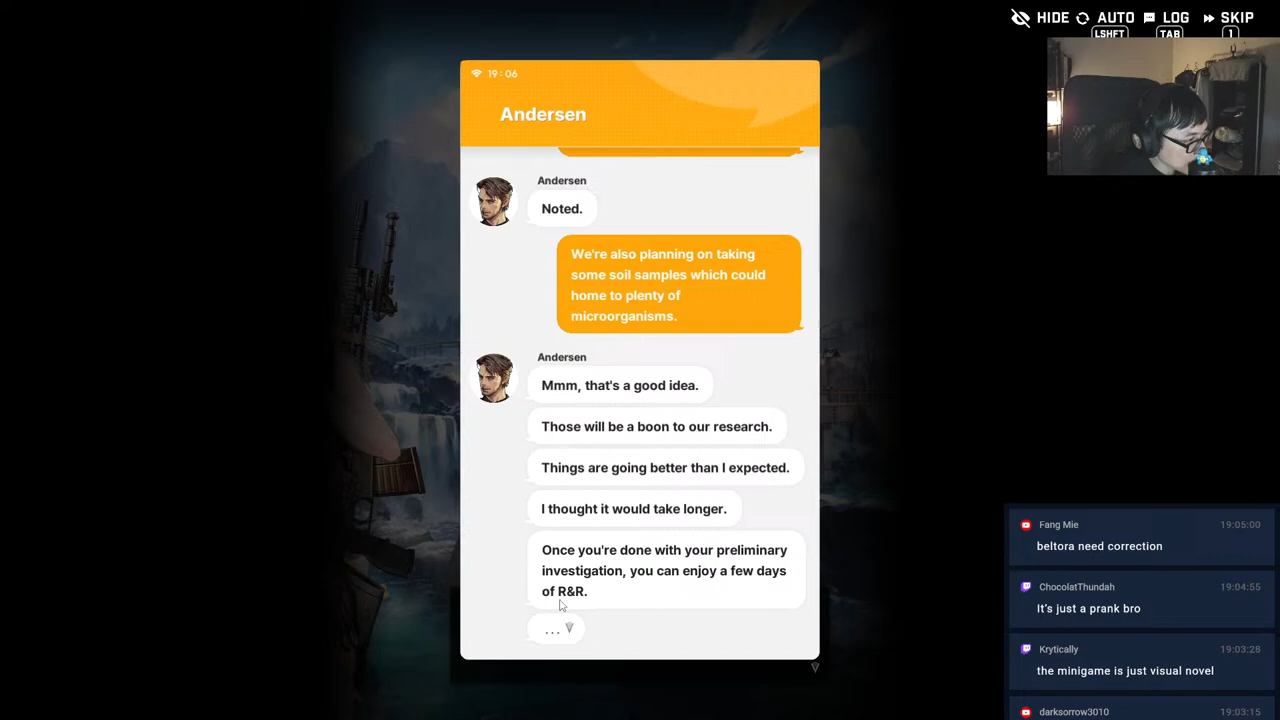 HIDE AUTO LOG SKIP
LSHFT TAB 1
19:06
Andersen
Andersen
Noted.
We're also planning on taking
some soil samples which could
home to plenty of
microorganisms.
Andersen
Mmm, that's a good idea.
Those will be a boon to our research.
Things are going better than I expected.
I thought it would take longer.
Once you're done with your preliminary
investigation, you can enjoy a few days
of R&R.
...
Fang Mie 19:05:00
beltora need correction
ChocolatThundah 19:04:55
It's just a prank bro
Krytically 19:03:28
the minigame is just visual novel
darksorrow3010 19:03:15